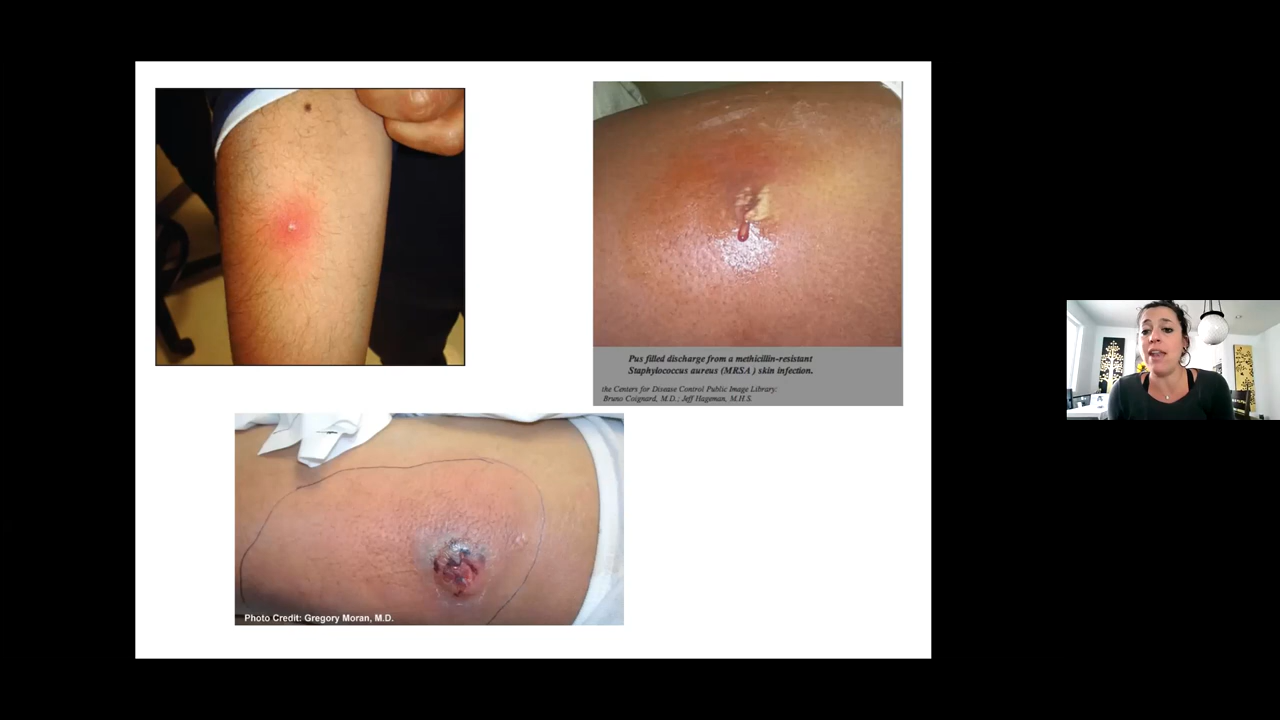 Pus filled discharge from a methicillin-resistant
Staphylococcus aureus (MRSA ) skin infection.
the Centers for Disease Control Public Image Library:
Bruno Coignard, M.D.; Jeff Hageman, M.H.S.
Photo Credit: Gregory Moran, M.D.